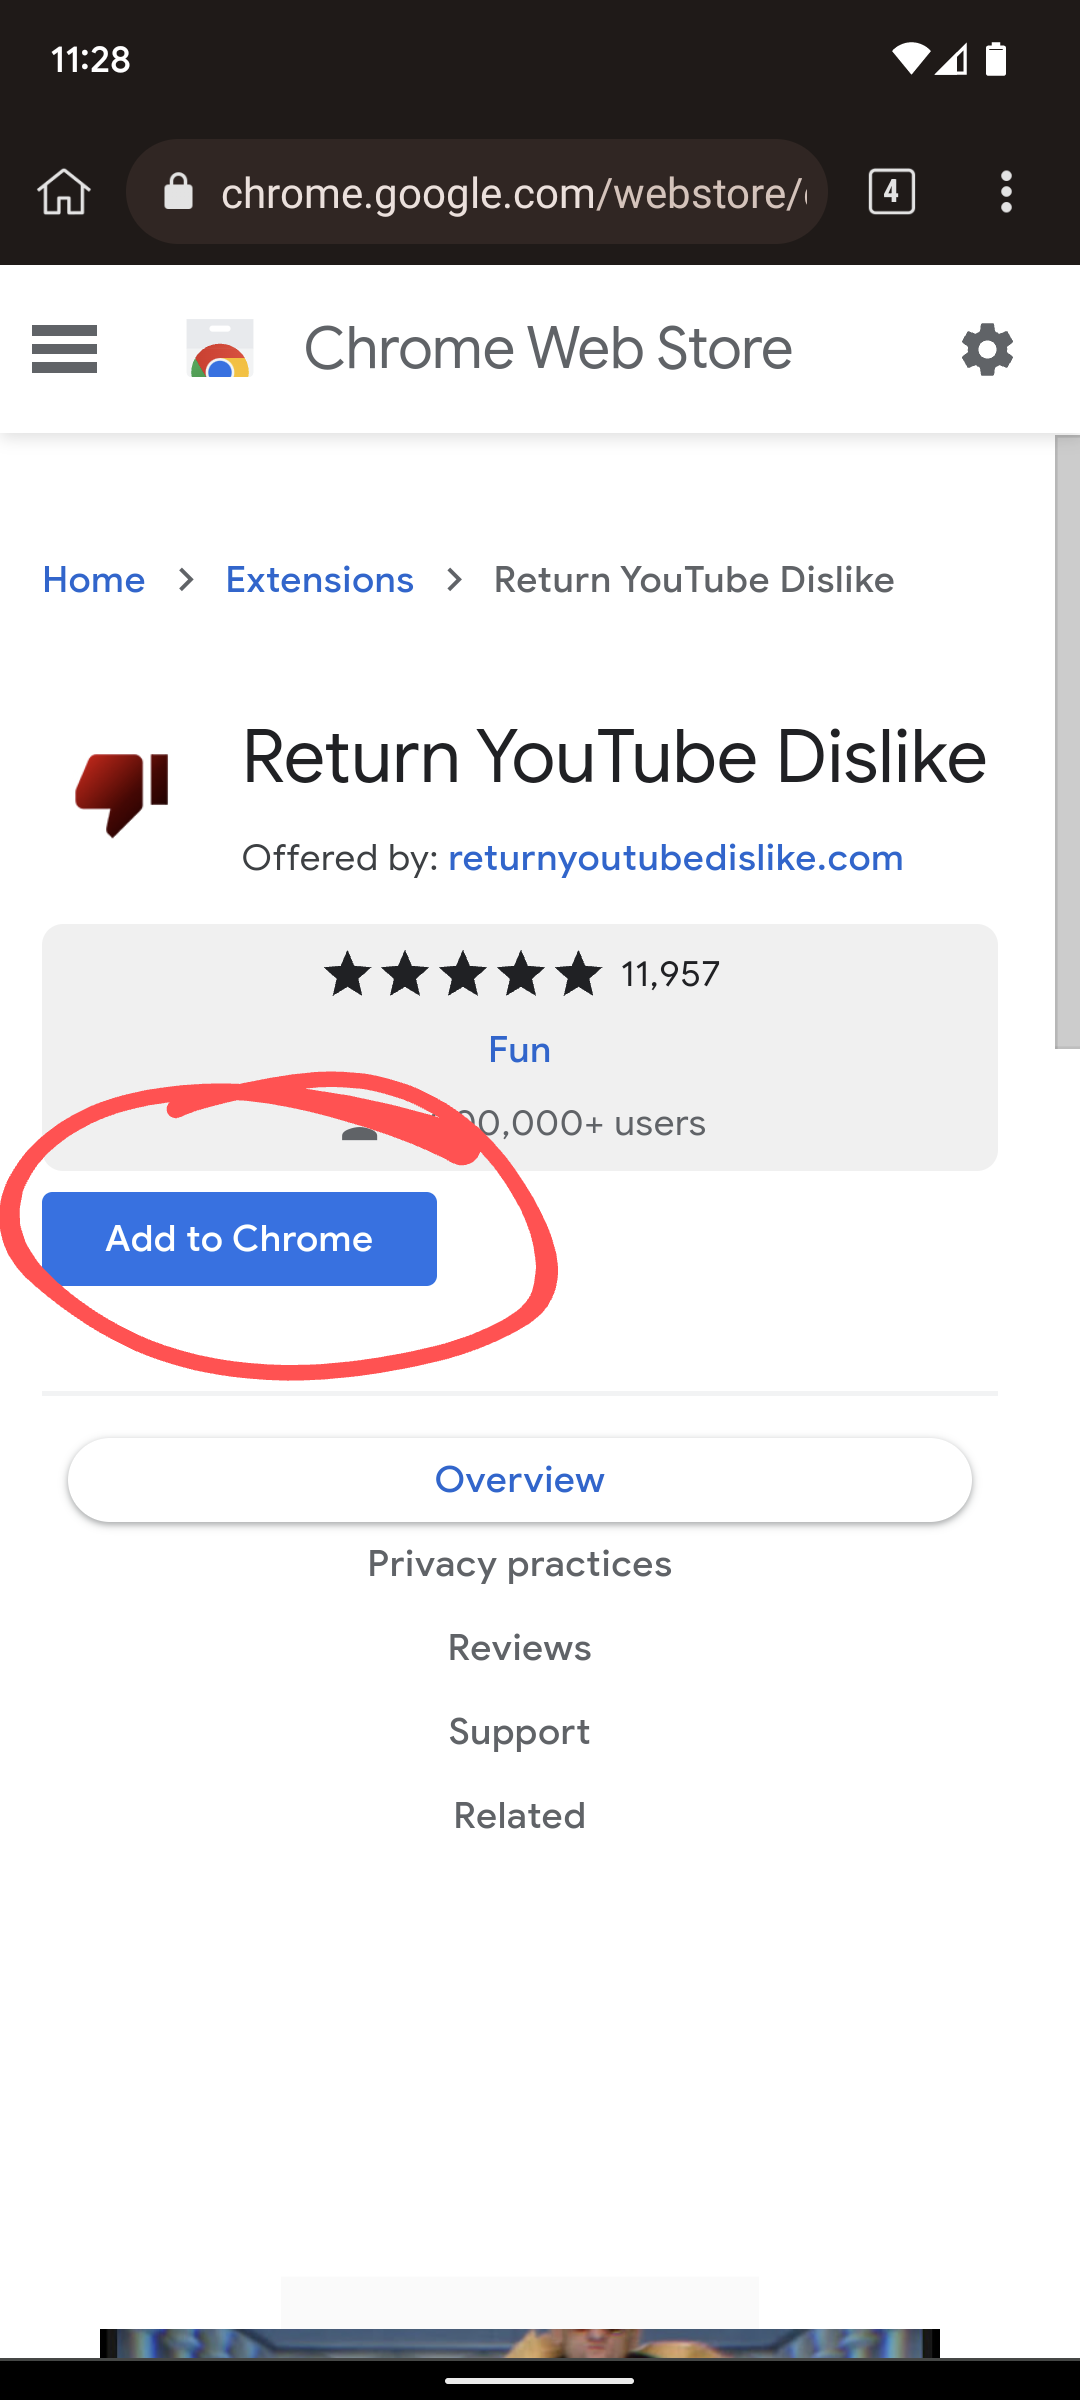 11:28
chrome.google.com/webstore/
4
Chrome Web Store
Home > Extensions > Return YouTube Dislike
Return YouTube Dislike
Offered by: returnyoutubedislike.com
11,957
Fun
00,000+ users
Add to Chrome
Overview
Privacy practices
Reviews
Support
Related